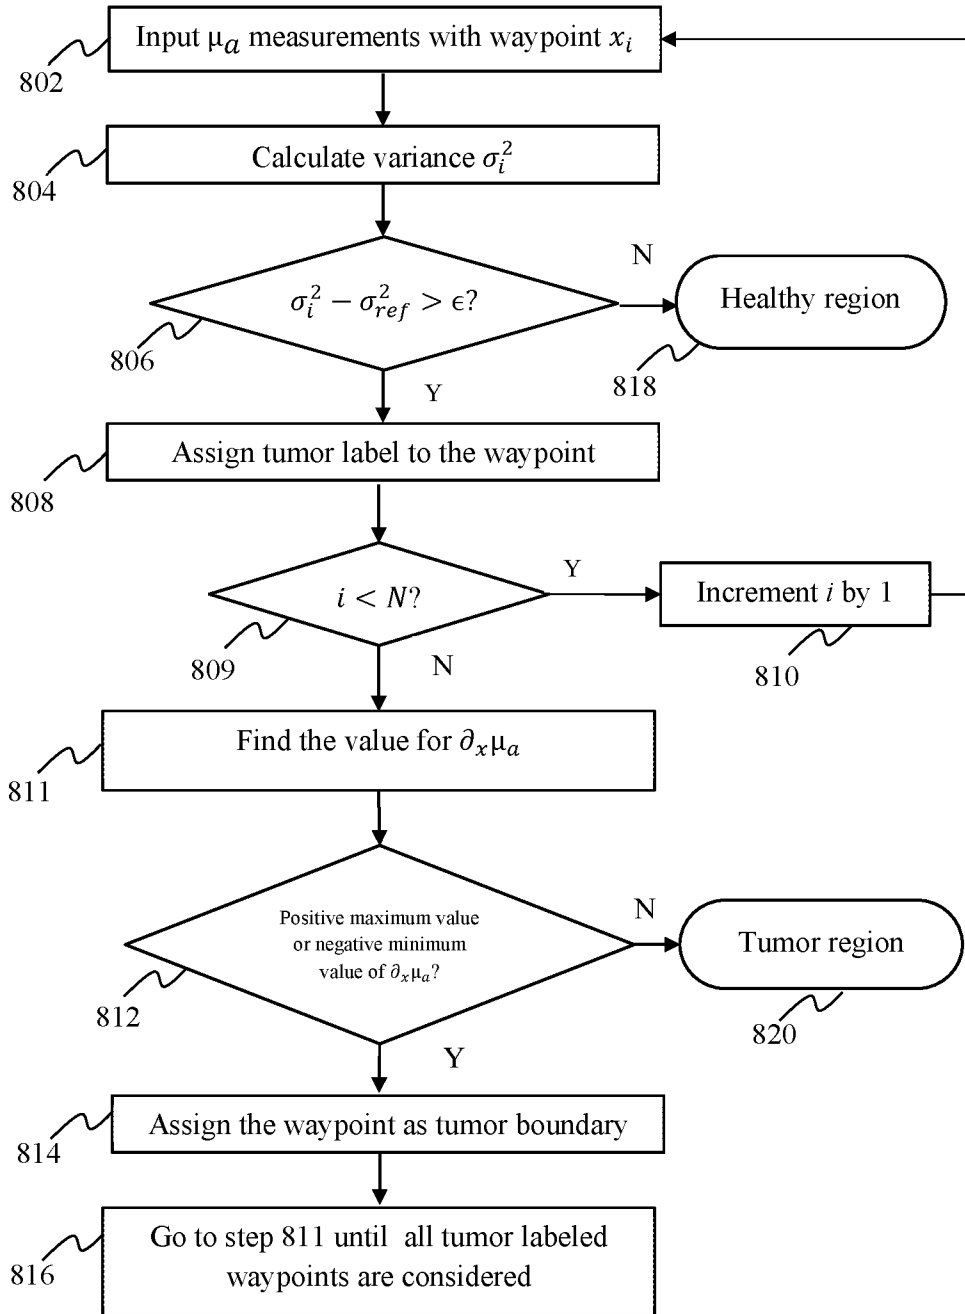 Input μₐ measurements with waypoint xᵢ
802
Calculate variance σᵢ²
804
σᵢ² − σ²ref > ϵ?
N
Healthy region
806
818
Y
Assign tumor label to the waypoint
808
i < N?
Y
Increment i by 1
809
N
810
Find the value for ∂ₓμₐ
811
Positive maximum value
or negative minimum
value of ∂ₓμₐ?
N
Tumor region
812
820
Y
Assign the waypoint as tumor boundary
814
Go to step 811 until all tumor labeled
waypoints are considered
816